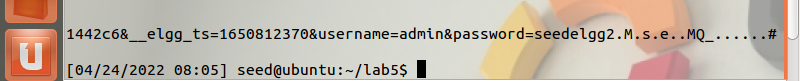 1442c6&__elgg_ts=1650812370&username=admin&password=seedelgg2.M.s.e..MQ_......#
[04/24/2022 08:05] seed@ubuntu:~/lab5$